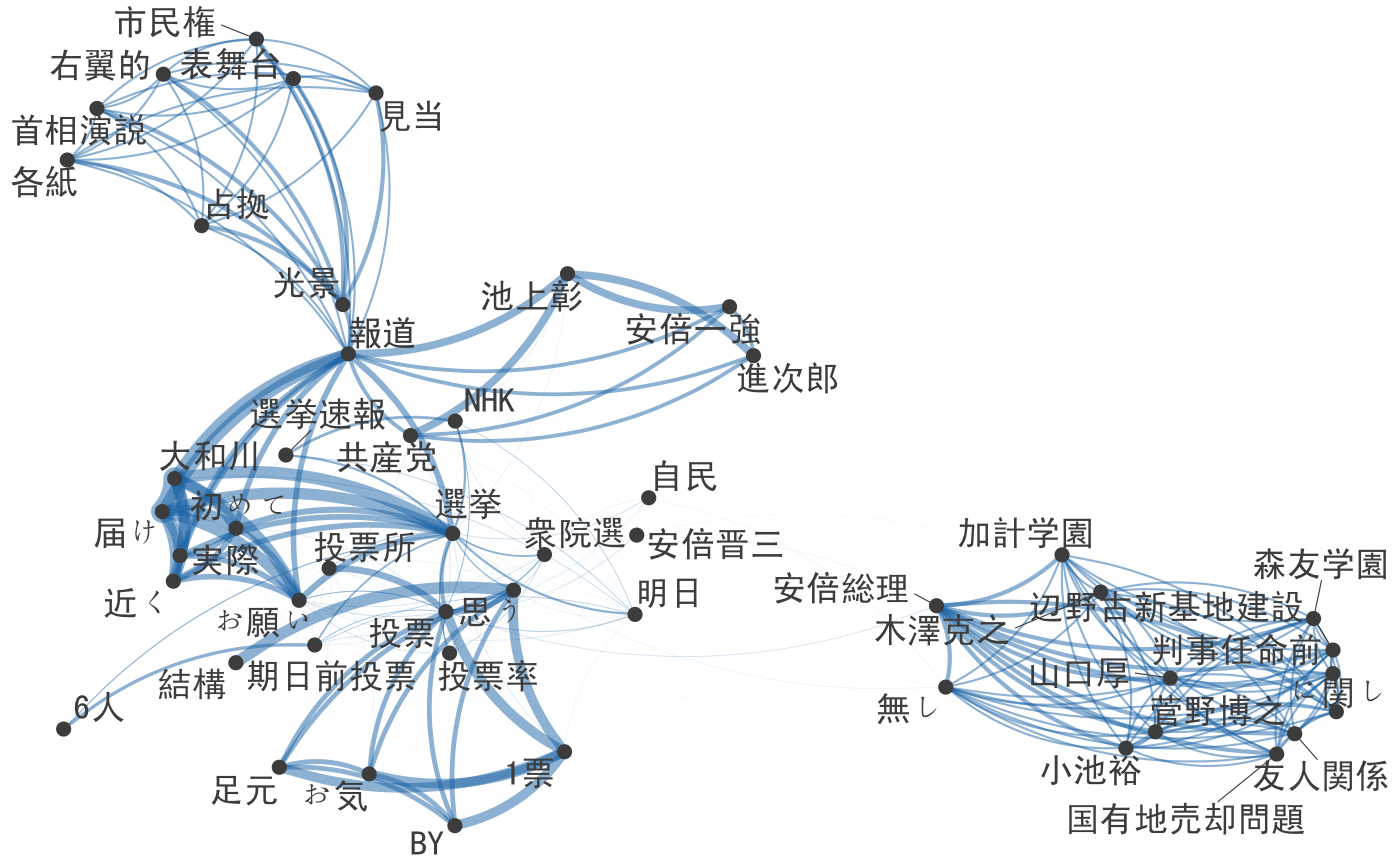 市民権
右翼的
表舞台
首相演説
見当
各紙
占拠
光景
池上彰
報道
安倍一強
進次郎
NHK
選挙速報
大和川
共産党
自民
初めて
選挙
届け
衆院選
安倍晋三
実際
投票所
加計学園
森友学園
近く
お願い
思う
明日
安倍総理
辺野古新基地建設
投票
木澤克之
判事任命前
結構
期日前投票
投票率
山口厚
に関し
6人
無し
菅野博之
足元
お気
1票
小池裕
友人関係
国有地売却問題
BY